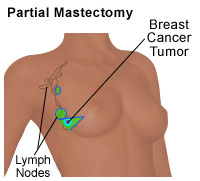 Partial Mastectomy
Breast
Cancer
Tumor
Lymph
Nodes